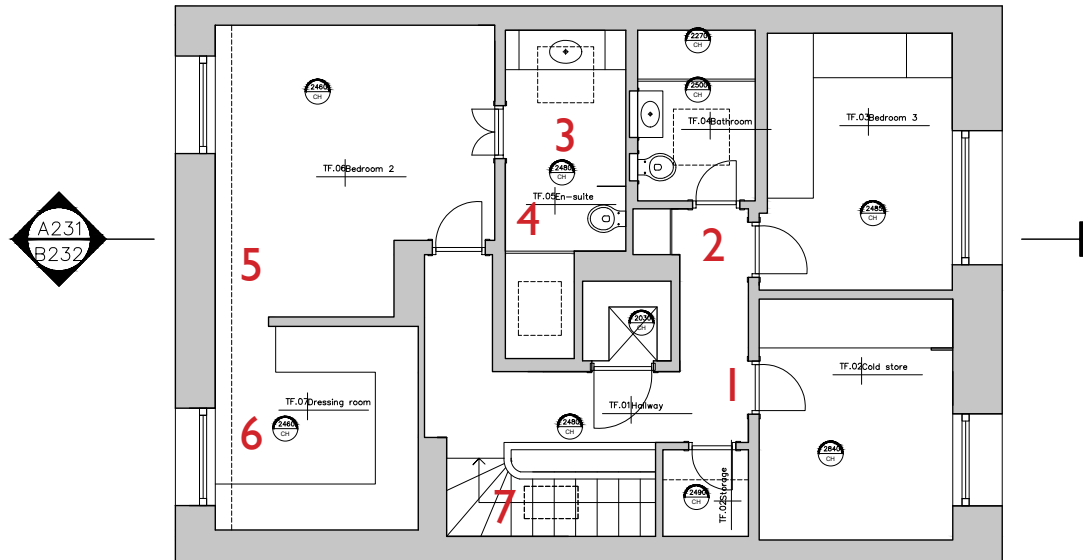 2270
CH
2460
CH
2500
CH
3
TF.04Bathroom
TF.03Bedroom 3
TF.06Bedroom 2
2480
CH
TF.05En-suite
4
2485
CH
A231
B232
2
5
2030
CH
TF.02Cold store
1
TF.07Dressing room
TF.01Hallway
2460
CH
6
2480
CH
2840
CH
7
2490
CH
TF.02Storage